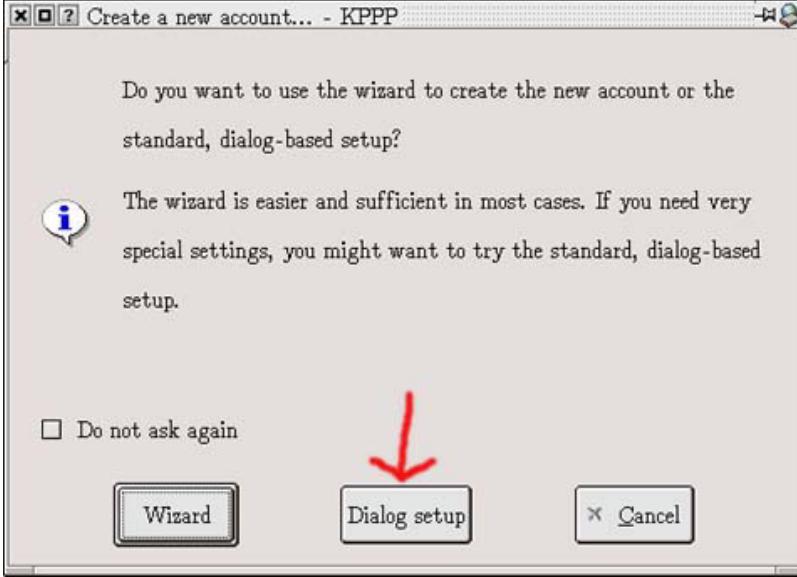 Create a new account... - KPPP
Do you want to use the wizard to create the new account or the
standard, dialog-based setup?
The wizard is easier and sufficient in most cases. If you need very
special settings, you might want to try the standard, dialog-based
setup.
Do not ask again
Wizard
Dialog setup
Cancel